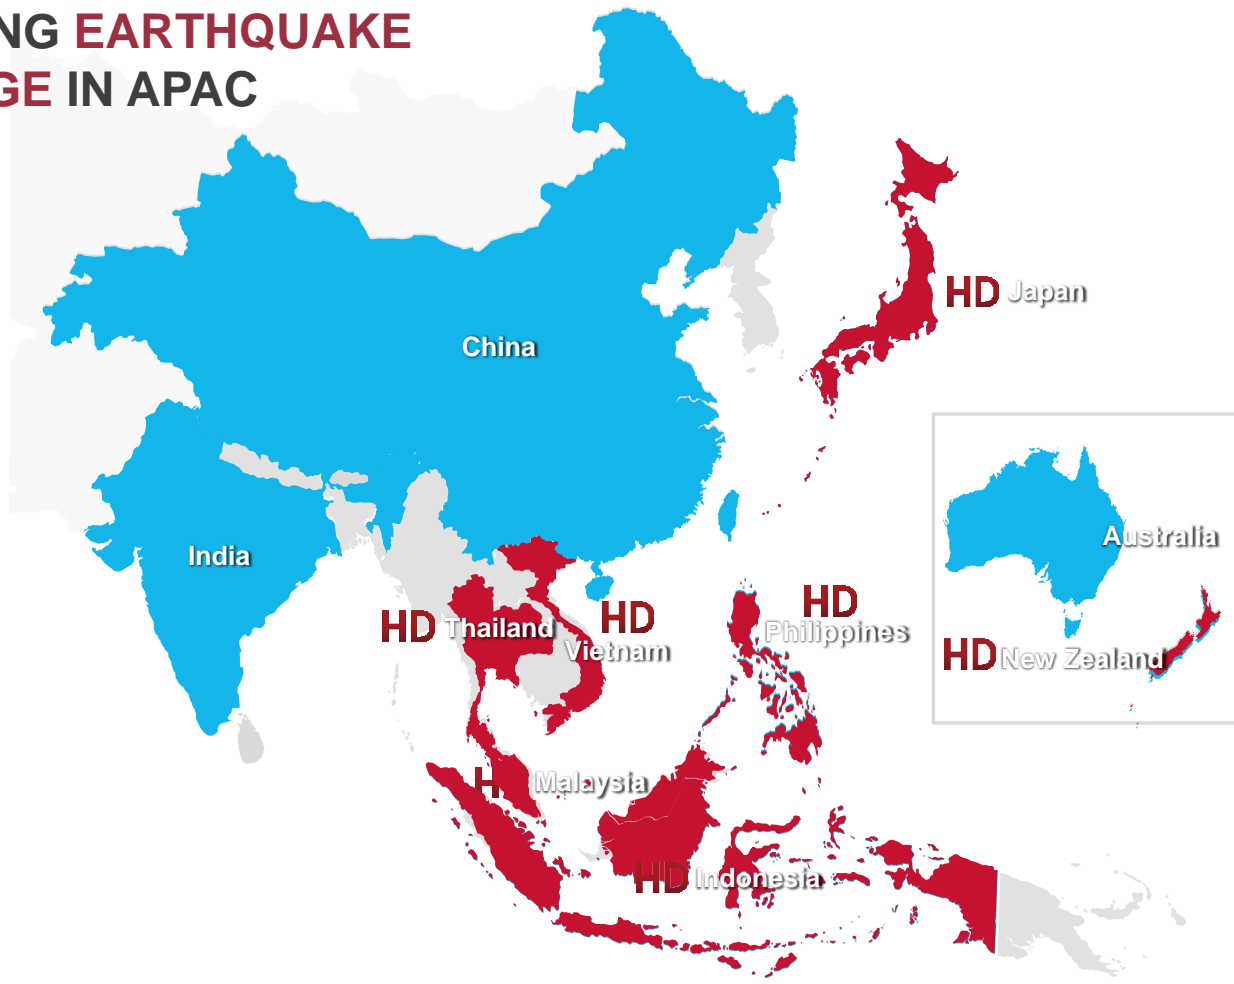 NG EARTHQUAKE
GE IN APAC
HD Japan
China
Australia
India
HD
HD
HD Thailand
Philippines
Vietnam
HD New Zealand
H Malaysia
HD Indonesia